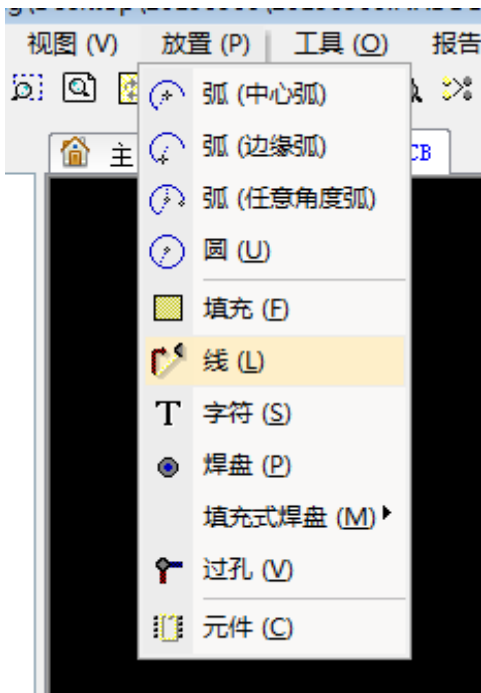 视图 (V) 放置 (P) 工具 (O) 报告
弧 (中心弧)
主 CB
弧 (边缘弧)
弧 (任意角度弧)
圆 (U)
填充 (F)
线 (L)
T 字符 (S)
焊盘 (P)
填充式焊盘 (M)
过孔 (V)
元件 (C)